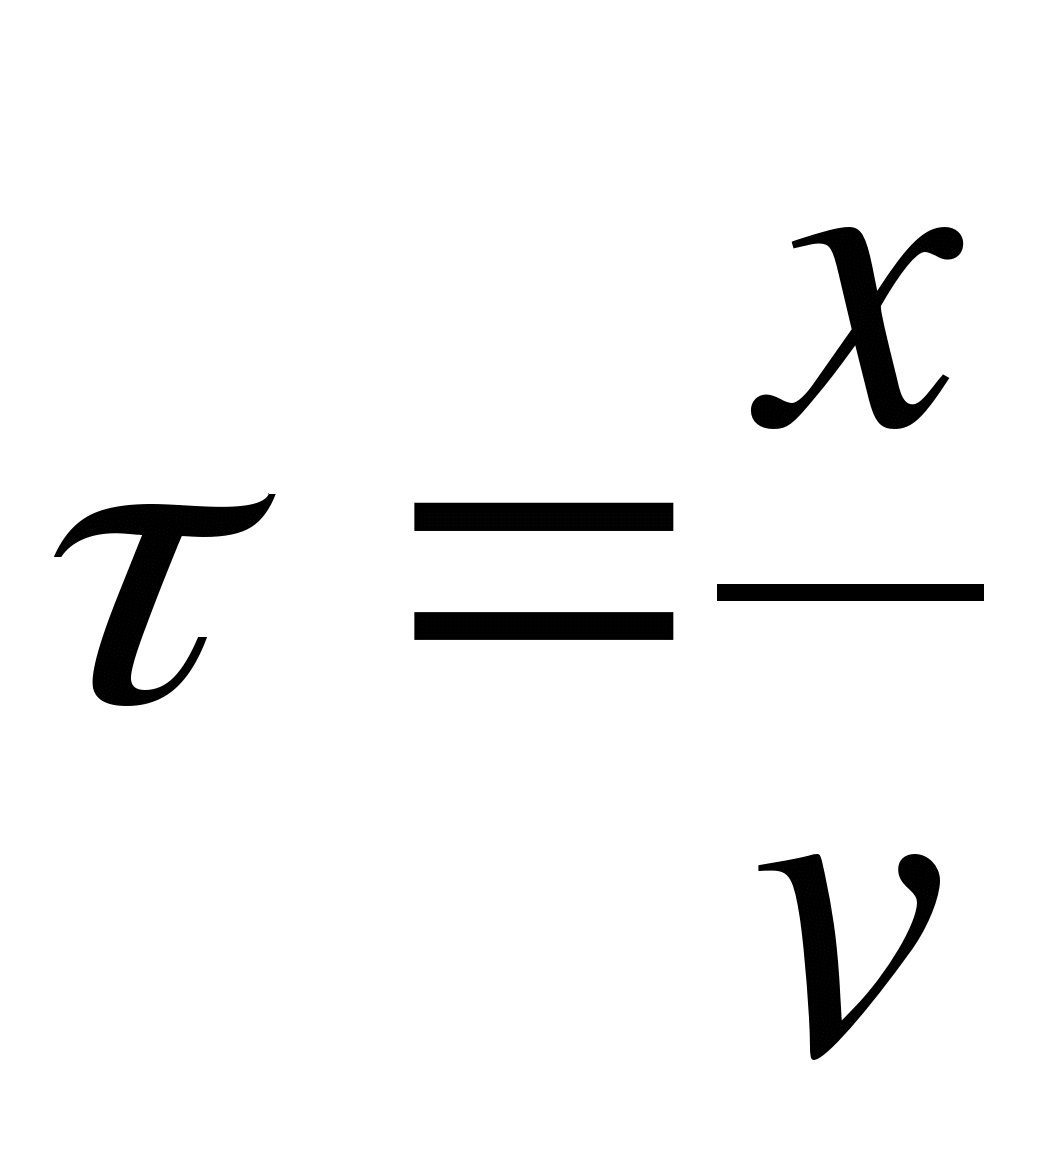 τ = x/v